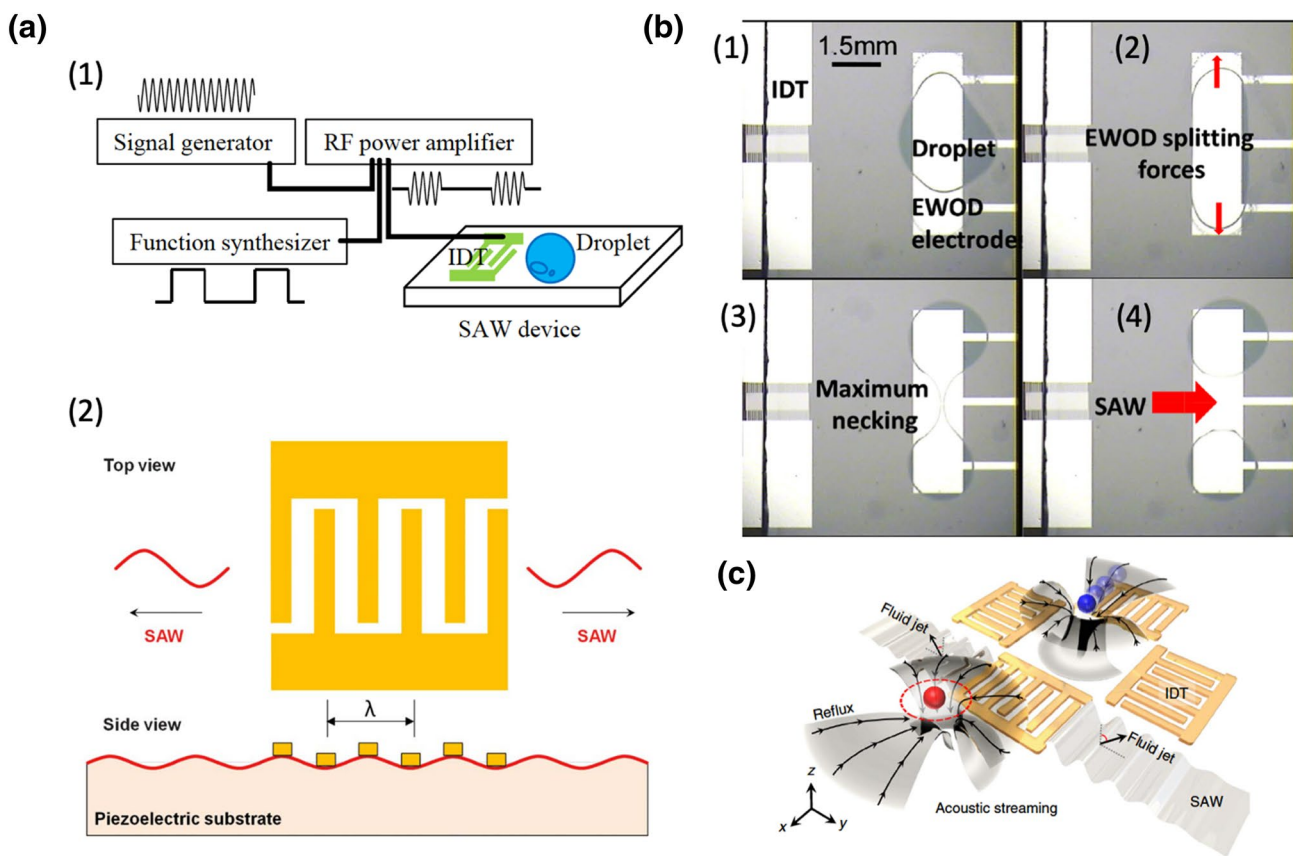 (a)
(1)
Signal generator
RF power amplifier
Function synthesizer
IDT
Droplet
SAW device
(2)
Top view
SAW
SAW
λ
Side view
Piezoelectric substrate
(b)
(1)
1.5mm
IDT
Droplet
EWOD
electrode
(2)
EWOD splitting
forces
(3)
Maximum
necking
(4)
SAW
(c)
Fluid jet
Reflux
IDT
Fluid jet
SAW
Acoustic streaming
z
x
y